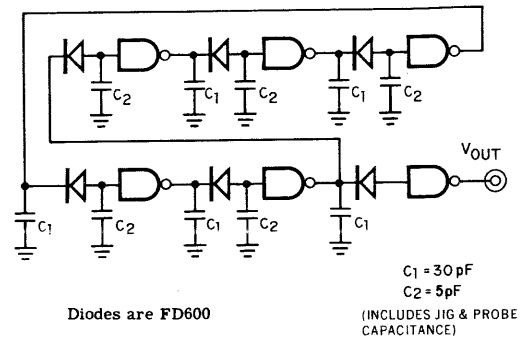 C2
C1
C2
C1
C2
VOUT
C1
C2
C1
C2
C1
C1 = 30 pF
C2 = 5pF
Diodes are FD600
(INCLUDES JIG & PROBE
CAPACITANCE)